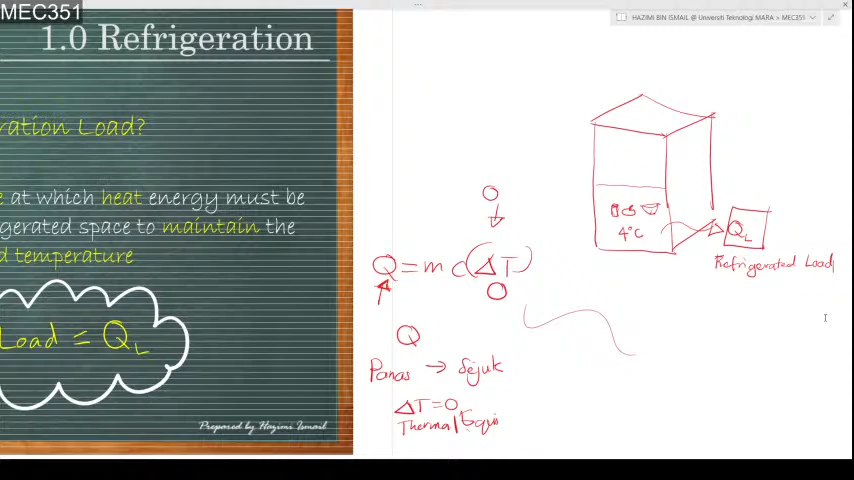 MEC351
HAZIMI BIN ISMAIL @ Universiti Teknologi MARA > MEC351
1.0 Refrigeration
ration Load?
e at which heat energy must be
gerated space to maintain the
d temperature
Load = QL
Prepared by Hazimi Ismail
O
Q = m c (ΔT)
O
Q
Panas → Sejuk
ΔT = O
Thermal Equi
4°C
QL
Refrigerated Load